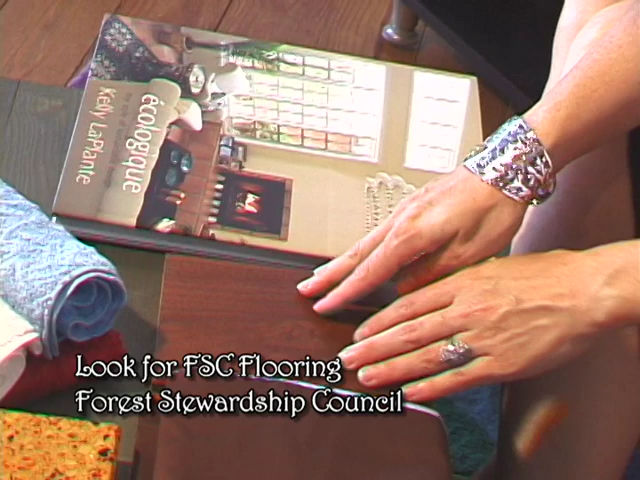 écologique
Kelly LaPlante
Look for FSC Flooring
Forest Stewardship Council